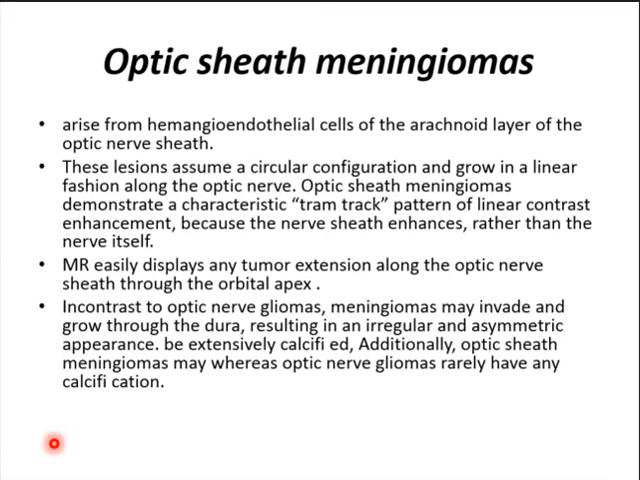 Optic sheath meningiomas
• arise from hemangioendothelial cells of the arachnoid layer of the
optic nerve sheath.
• These lesions assume a circular configuration and grow in a linear
fashion along the optic nerve. Optic sheath meningiomas
demonstrate a characteristic “tram track” pattern of linear contrast
enhancement, because the nerve sheath enhances, rather than the
nerve itself.
• MR easily displays any tumor extension along the optic nerve
sheath through the orbital apex .
• Incontrast to optic nerve gliomas, meningiomas may invade and
grow through the dura, resulting in an irregular and asymmetric
appearance. be extensively calcifi ed, Additionally, optic sheath
meningiomas may whereas optic nerve gliomas rarely have any
calcifi cation.